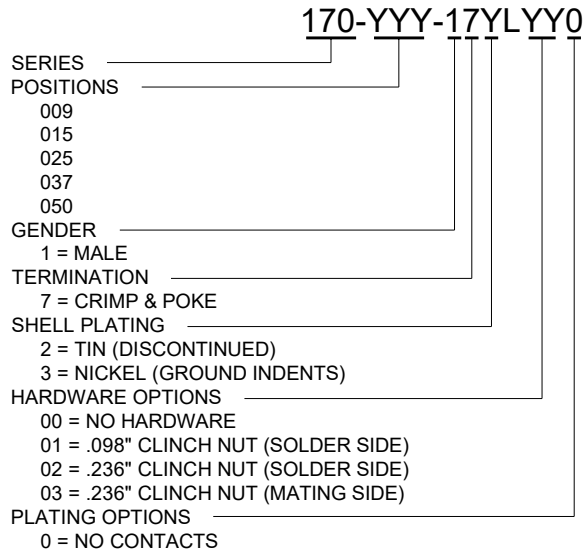 170-YYY-17YLYY0
SERIES
POSITIONS
009
015
025
037
050
GENDER
1 = MALE
TERMINATION
7 = CRIMP & POKE
SHELL PLATING
2 = TIN (DISCONTINUED)
3 = NICKEL (GROUND INDENTS)
HARDWARE OPTIONS
00 = NO HARDWARE
01 = .098" CLINCH NUT (SOLDER SIDE)
02 = .236" CLINCH NUT (SOLDER SIDE)
03 = .236" CLINCH NUT (MATING SIDE)
PLATING OPTIONS
0 = NO CONTACTS